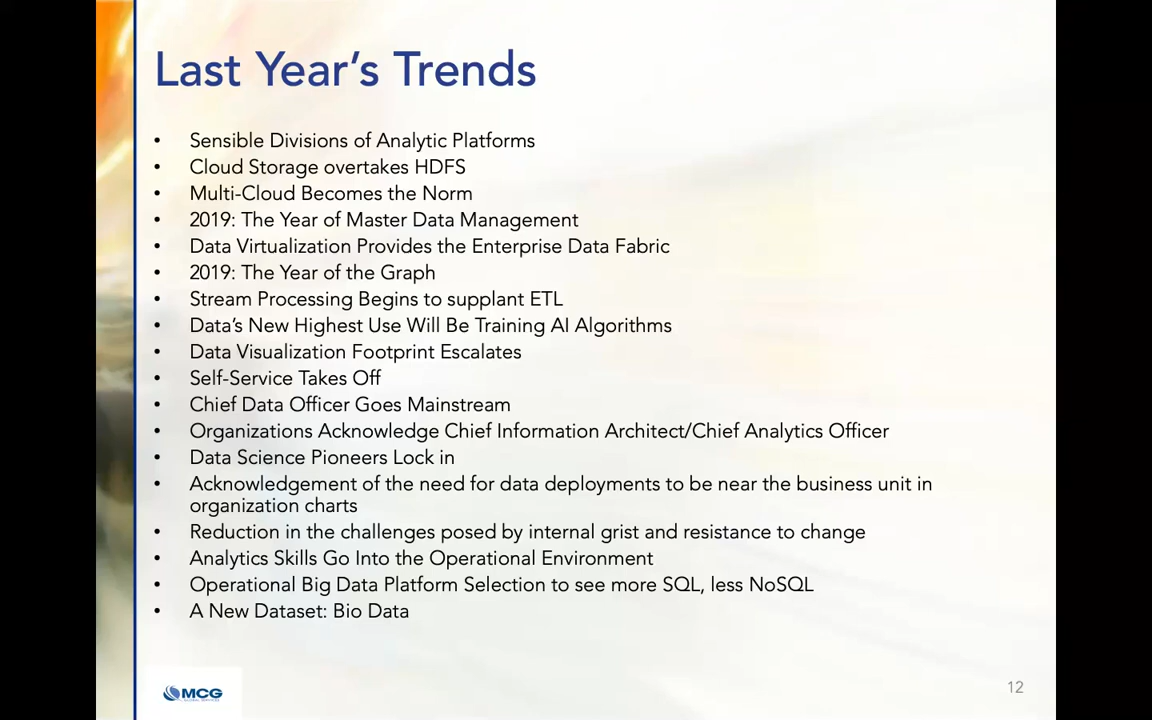 Last Year's Trends
• Sensible Divisions of Analytic Platforms
• Cloud Storage overtakes HDFS
• Multi-Cloud Becomes the Norm
• 2019: The Year of Master Data Management
• Data Virtualization Provides the Enterprise Data Fabric
• 2019: The Year of the Graph
• Stream Processing Begins to supplant ETL
• Data's New Highest Use Will Be Training AI Algorithms
• Data Visualization Footprint Escalates
• Self-Service Takes Off
• Chief Data Officer Goes Mainstream
• Organizations Acknowledge Chief Information Architect/Chief Analytics Officer
• Data Science Pioneers Lock in
• Acknowledgement of the need for data deployments to be near the business unit in
organization charts
• Reduction in the challenges posed by internal grist and resistance to change
• Analytics Skills Go Into the Operational Environment
• Operational Big Data Platform Selection to see more SQL, less NoSQL
• A New Dataset: Bio Data
MCG
12